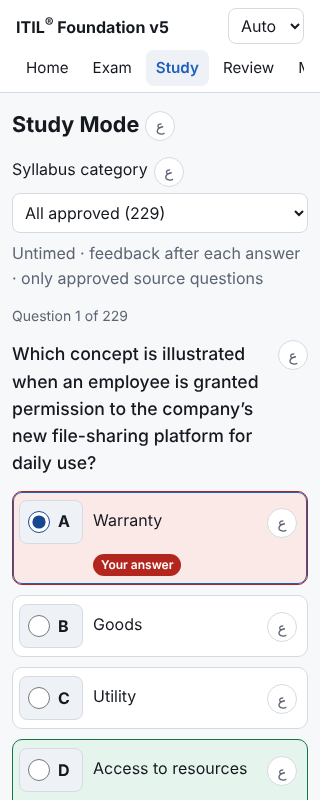 ITIL® Foundation v5
Auto
Home Exam Study Review
Study Mode ع
Syllabus category ع
All approved (229)
Untimed · feedback after each answer
· only approved source questions
Question 1 of 229
Which concept is illustrated ع
when an employee is granted
permission to the company’s
new file-sharing platform for
daily use?
A Warranty ع
Your answer
B Goods ع
C Utility ع
D Access to resources ع